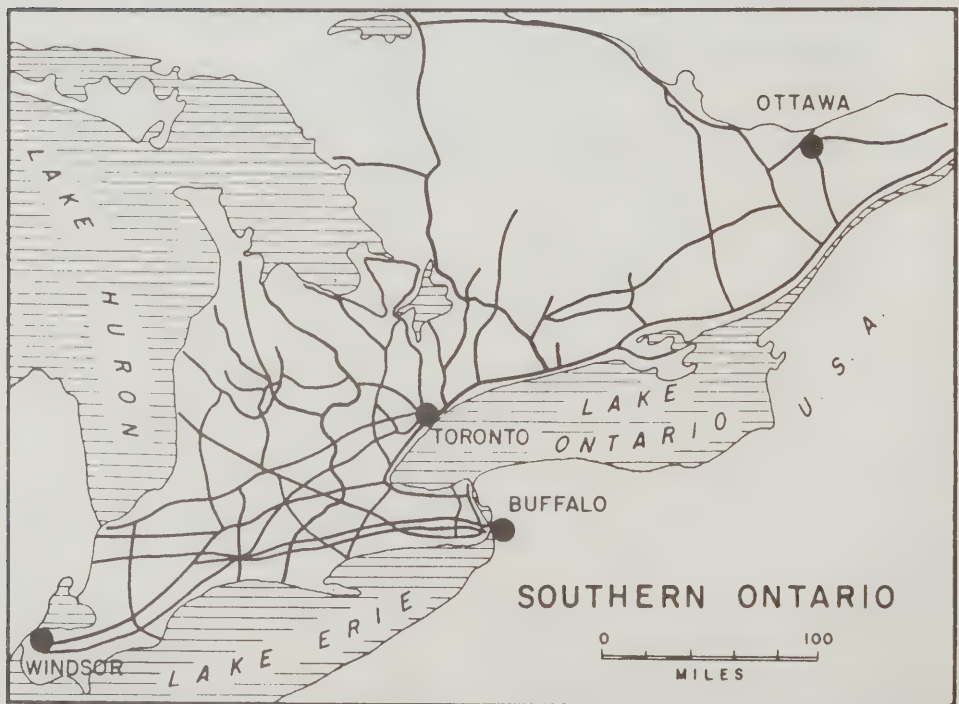 OTTAWA
LAKE
HURON
LAKE
ONTARIO
U. S. A.
TORONTO
BUFFALO
SOUTHERN ONTARIO
LAKE ERIE
0 100
MILES
WINDSOR